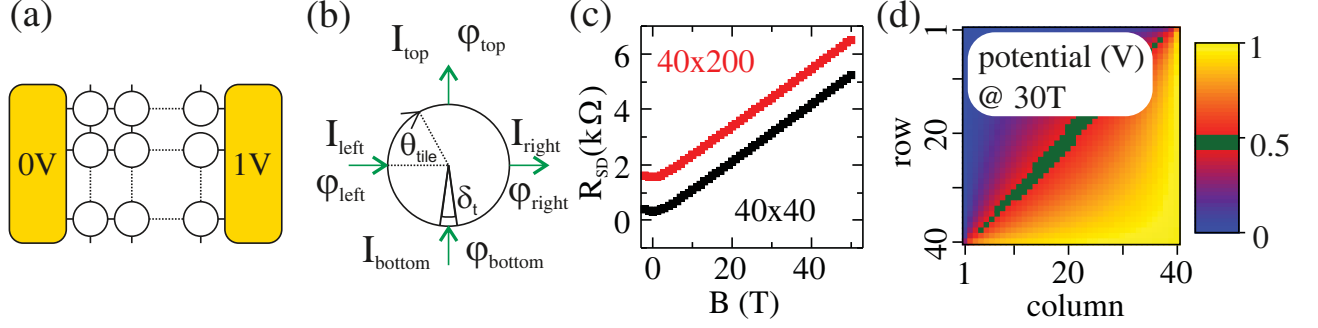 (a)
0V
1V
(b)
I_top
φ_top
I_left
θ_tile
I_right
φ_left
δ_t
φ_right
I_bottom
φ_bottom
(c)
R_SD(kΩ)
6
4
2
0
40x200
40x40
0
20
40
B (T)
(d)
row
1
20
40
potential (V)
@ 30T
1
20
40
column
1
0.5
0